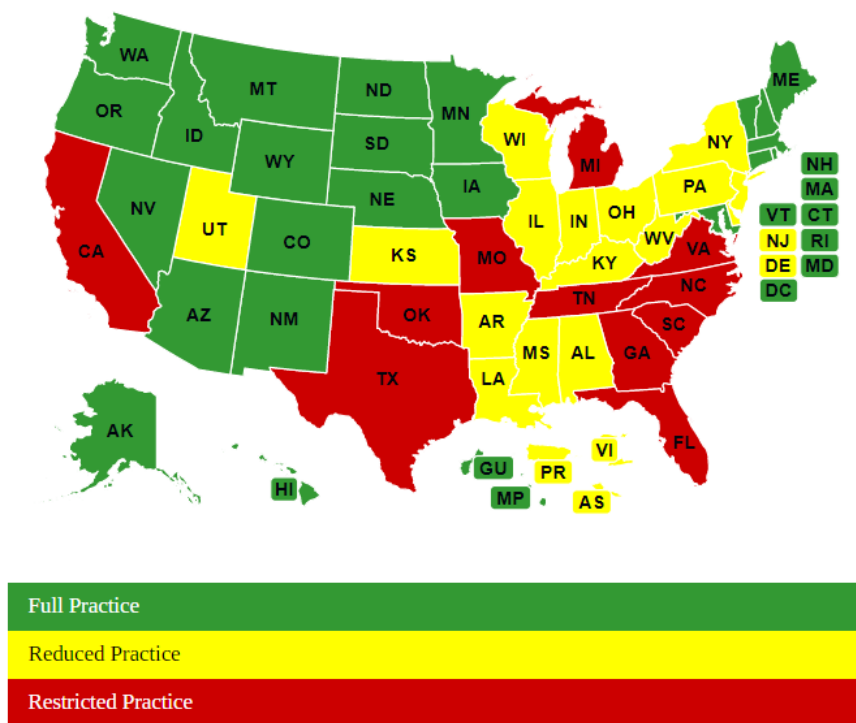 WA
MT
ND
MN
ME
OR
ID
SD
WI
NY
WY
MI
NH
IA
PA
MA
NE
NV
IL
IN
OH
VT
CT
UT
CO
WV
NJ
RI
CA
KS
MO
KY
VA
DE
MD
NC
DC
AZ
NM
OK
AR
TN
SC
TX
LA
MS
AL
GA
AK
FL
VI
HI
GU
PR
MP
AS
Full Practice
Reduced Practice
Restricted Practice